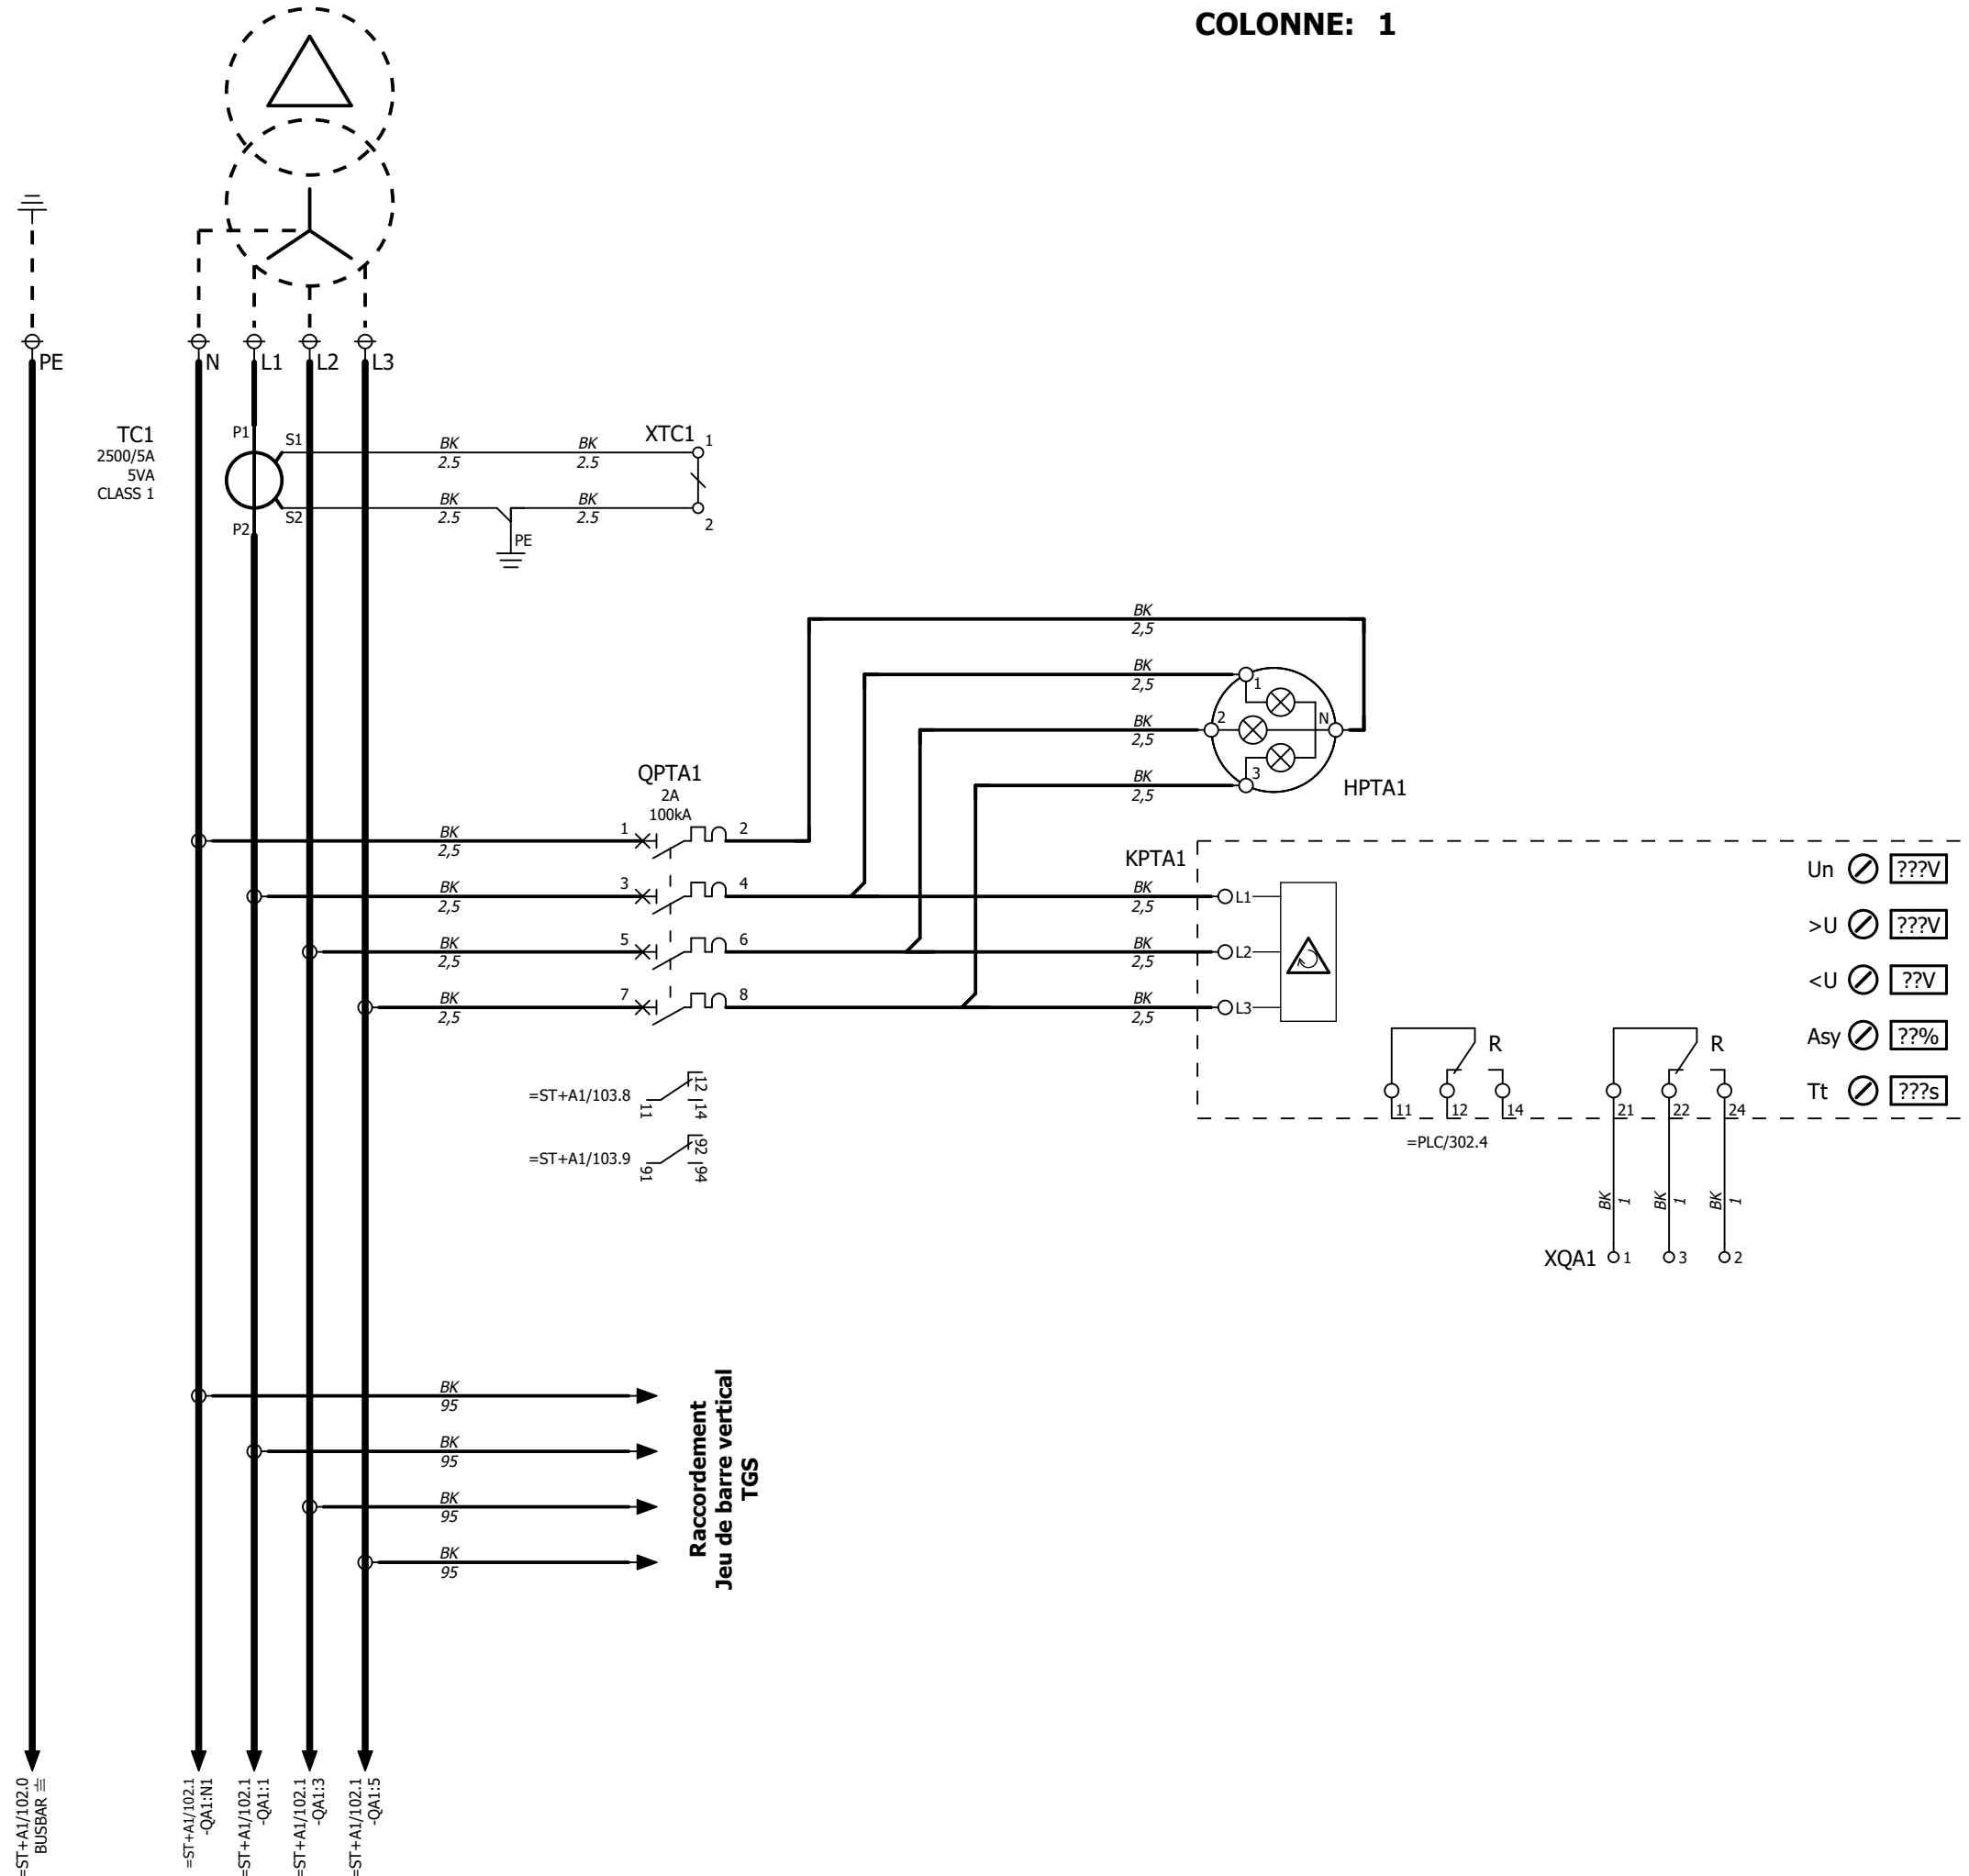 COLONNE: 1
PE
N
L1
L2
L3
TC1
2500/5A
5VA
CLASS 1
P1
P2
S1
S2
BK
2.5
BK
2.5
BK
2.5
BK
2.5
PE
XTC1
1
2
BK
2,5
BK
2,5
BK
2,5
BK
2,5
1
2
3
N
HPTA1
QPTA1
2A
100kA
BK
2,5
1
2
BK
2,5
3
4
BK
2,5
5
6
BK
2,5
7
8
BK
2,5
BK
2,5
BK
2,5
KPTA1
L1
L2
L3
Un
???V
>U
???V
<U
??V
Asy
??%
Tt
???s
R
11
12
14
=PLC/302.4
R
21
22
24
BK
1
BK
1
BK
1
XQA1
1
3
2
=ST+A1/103.8
11
12
14
=ST+A1/103.9
91
92
94
BK
95
BK
95
BK
95
BK
95
Raccordement
Jeu de barre vertical
TGS
=ST+A1/102.0
BUSBAR
=ST+A1/102.1
-QA1:N1
=ST+A1/102.1
-QA1:1
=ST+A1/102.1
-QA1:3
=ST+A1/102.1
-QA1:5